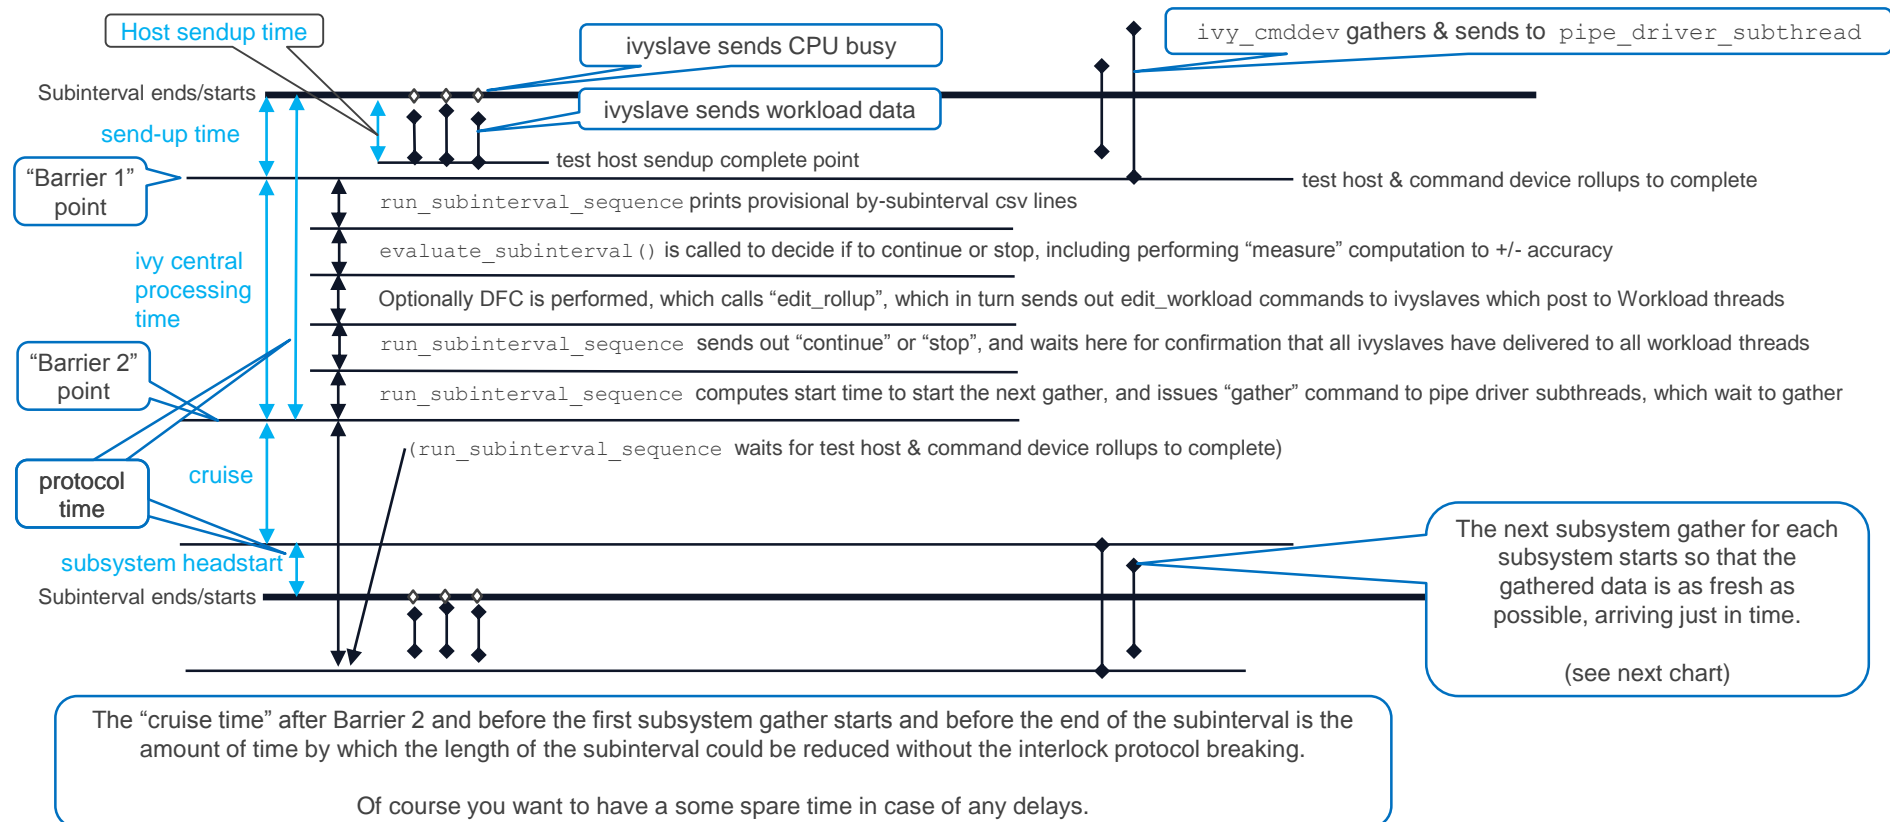 Host sendup time
ivyslave sends CPU busy
ivy_cmddev gathers & sends to pipe_driver_subthread
Subinterval ends/starts
ivyslave sends workload data
send-up time
test host sendup complete point
“Barrier 1”
point
test host & command device rollups to complete
run_subinterval_sequence prints provisional by-subinterval csv lines
evaluate_subinterval() is called to decide if to continue or stop, including performing “measure” computation to +/- accuracy
ivy central
processing
time
Optionally DFC is performed, which calls “edit_rollup”, which in turn sends out edit_workload commands to ivyslaves which post to Workload threads
run_subinterval_sequence sends out “continue” or “stop”, and waits here for confirmation that all ivyslaves have delivered to all workload threads
“Barrier 2”
point
run_subinterval_sequence computes start time to start the next gather, and issues “gather” command to pipe driver subthreads, which wait to gather
(run_subinterval_sequence waits for test host & command device rollups to complete)
cruise
protocol
time
subsystem headstart
Subinterval ends/starts
The next subsystem gather for each
subsystem starts so that the
gathered data is as fresh as
possible, arriving just in time.
(see next chart)
The “cruise time” after Barrier 2 and before the first subsystem gather starts and before the end of the subinterval is the
amount of time by which the length of the subinterval could be reduced without the interlock protocol breaking.
Of course you want to have a some spare time in case of any delays.